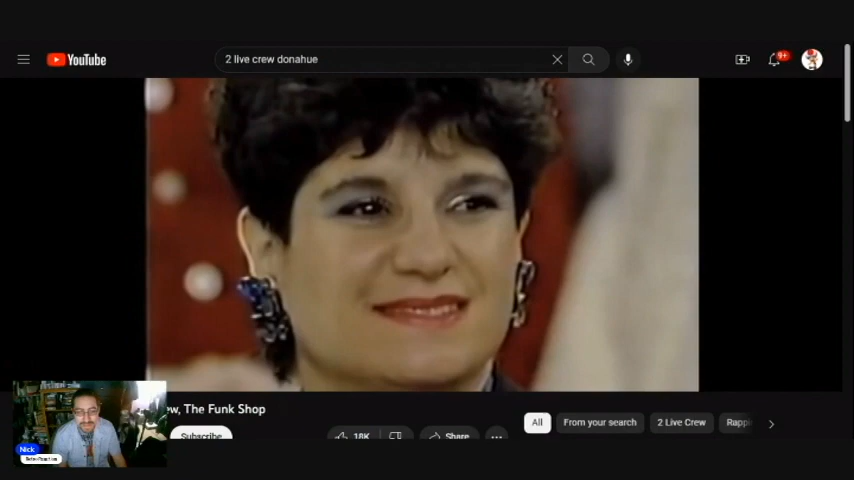 YouTube
2 live crew donahue
9+
ew, The Funk Shop
Subscribe
18K
Share
All
From your search
2 Live Crew
Rappi
Nick